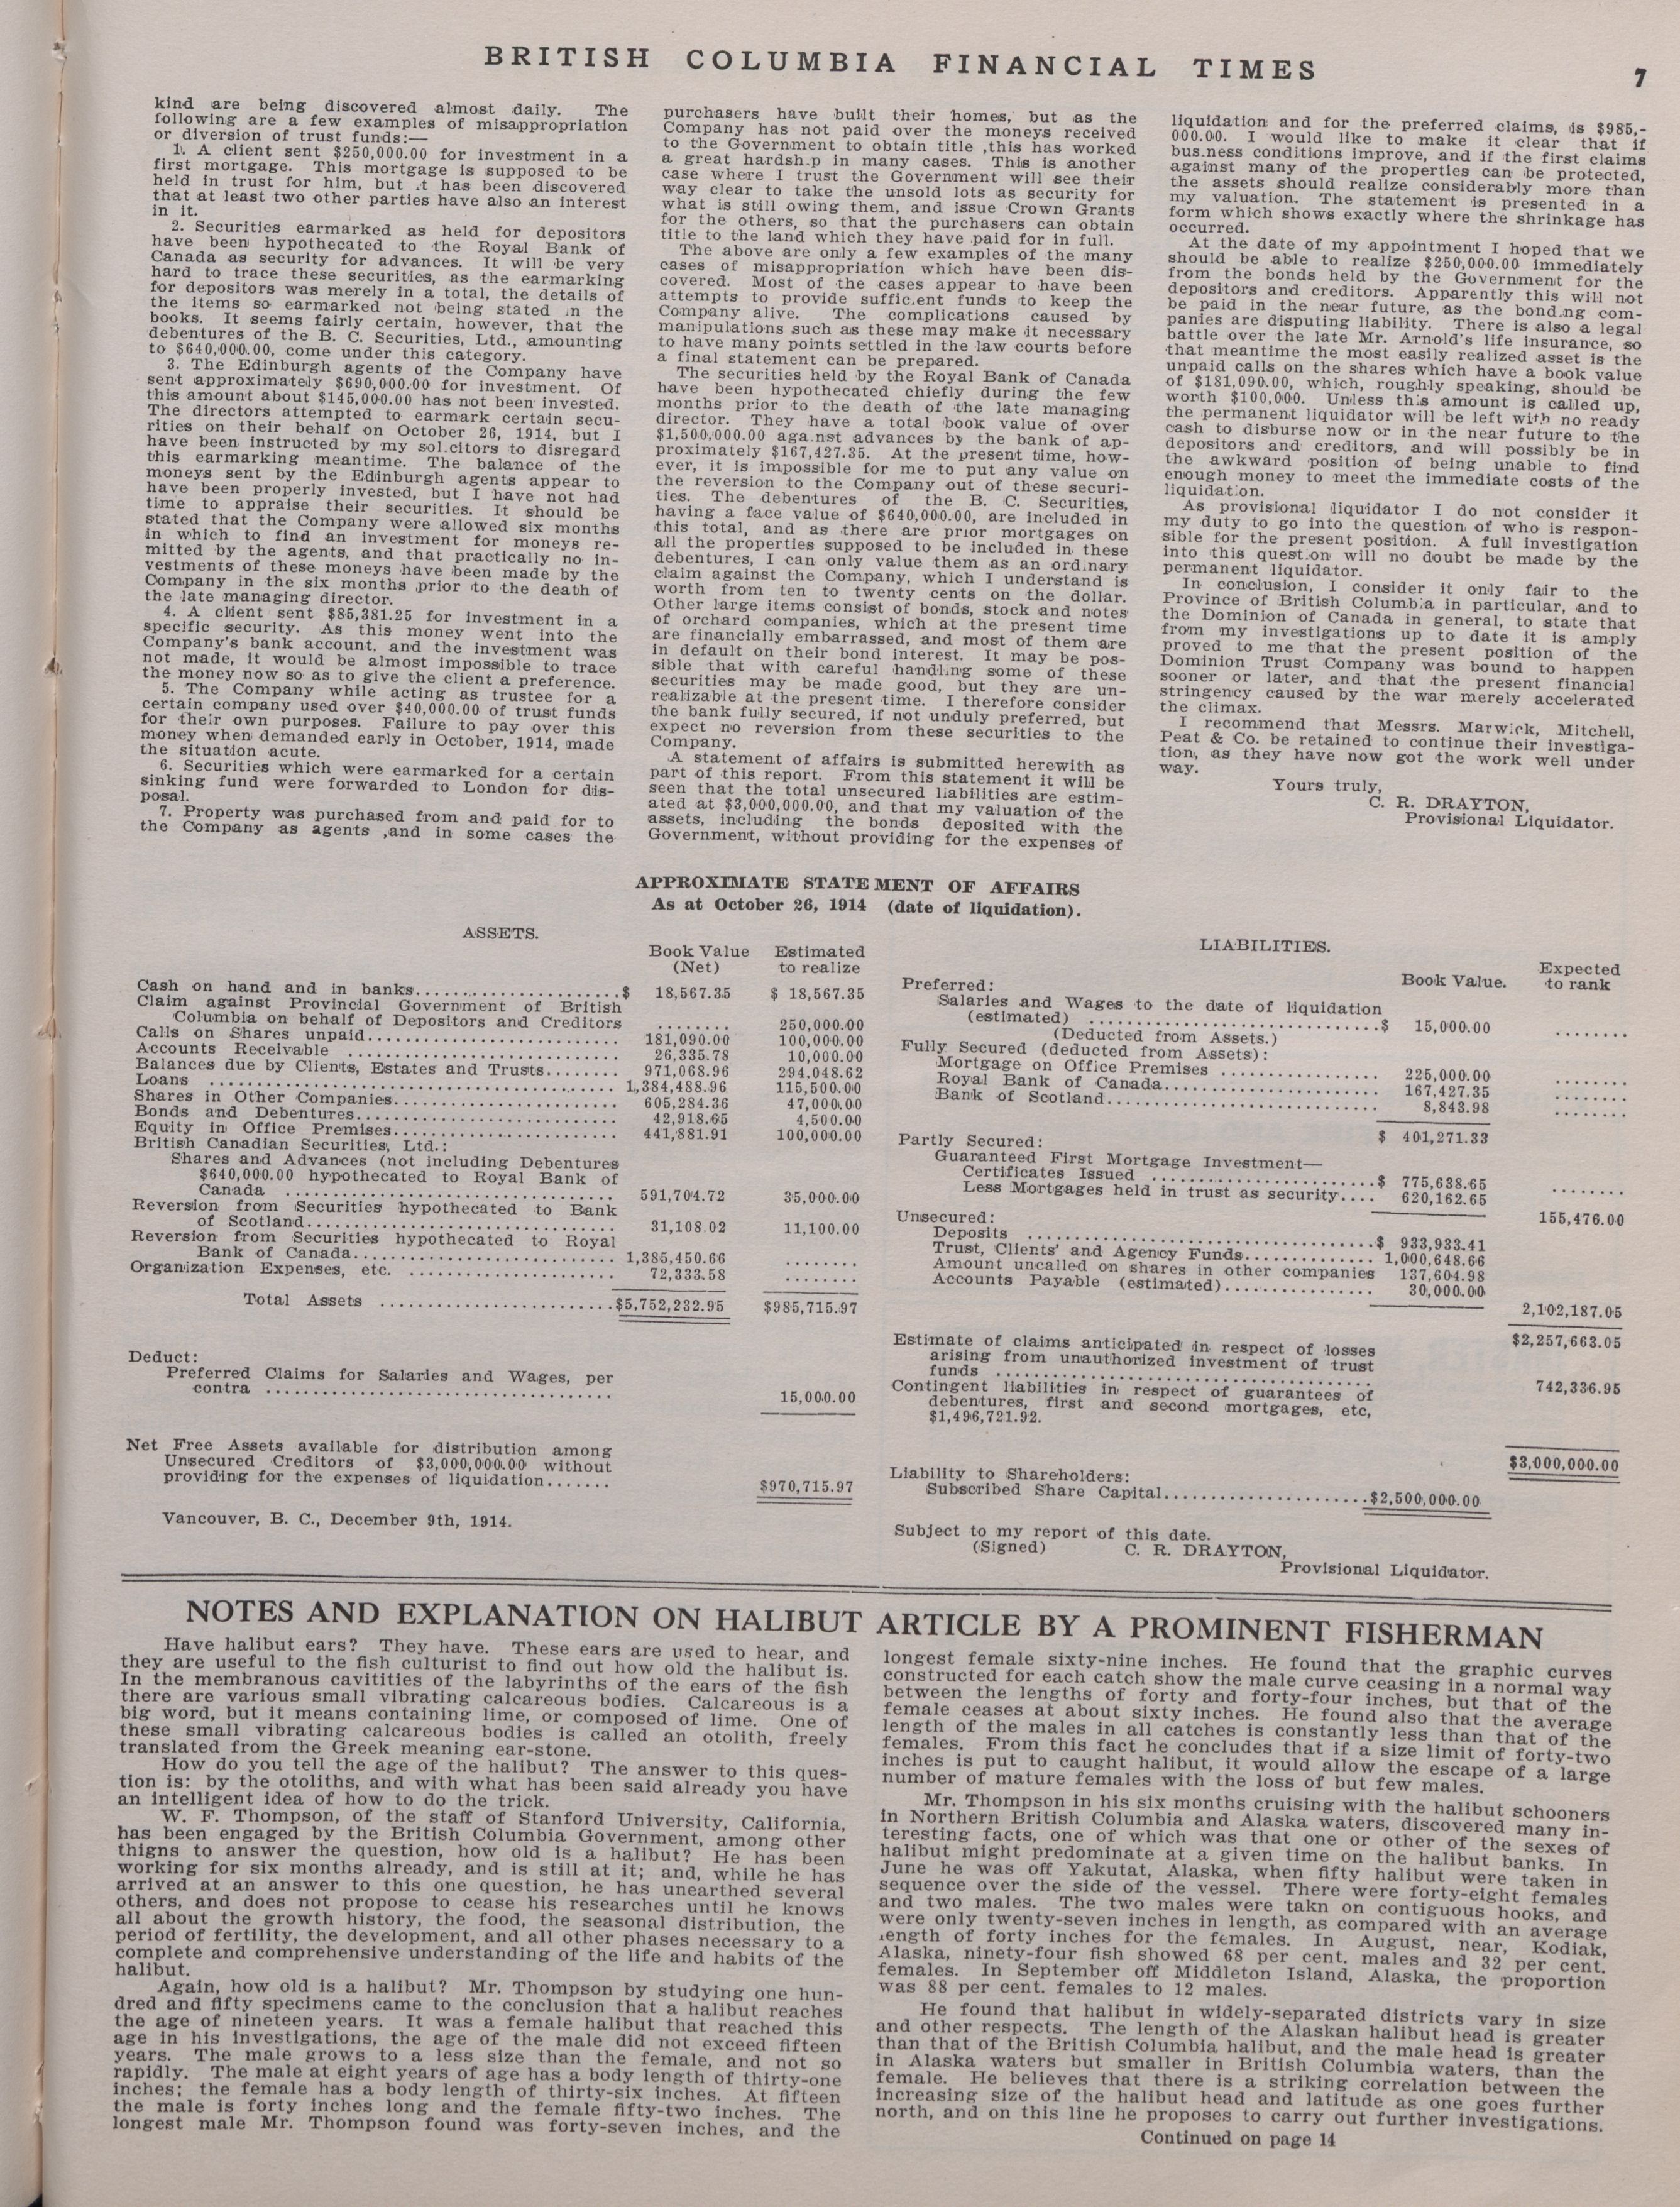 BRITISH COLUMBIA FINANCIAL TIMES
7
kind are being discovered almost daily. The
following are a few examples of misappropriation
or diversion of trust funds:—
1. A client sent $250,000.00 for investment in a
first mortgage. This mortgage is supposed to be
held in trust for him, but .t has been discovered
that at least two other parties have also an interest
in it.
2. Securities earmarked as held for depositors
have been hypothecated to the Royal Bank of
Canada as security for advances. It will be very
hard to trace these securities, as the earmarking
for depositors was merely in a total, the details of
the items so earmarked not being stated .n the
books. It seems fairly certain, however, that the
debentures of the B. C. Securities, Ltd., amounting
to $640,000.00, come under this category.
3. The Edinburgh agents of the Company have
sent approximately $690,000.00 for investment. Of
this amount about $145,000.00 has not been invested.
The directors attempted to earmark certain secu-
rities on their behalf on October 26, 1914, but I
have been instructed by my sol.citors to disregard
this earmarking meantime. The balance of the
moneys sent by the Edinburgh agents appear to
have been properly invested, but I have not had
time to appraise their securities. It should be
stated that the Company were allowed six months
in which to find an investment for moneys re-
mitted by the agents, and that practically no in-
vestments of these moneys have been made by the
Company in the six months prior to the death of
the late managing director.
4. A client sent $85,381.25 for investment in a
specific security. As this money went into the
Company's bank account, and the investment was
not made, it would be almost impossible to trace
the money now so as to give the client a preference.
5. The Company while acting as trustee for a
certain company used over $40,000.00 of trust funds
for their own purposes. Failure to pay over this
money when demanded early in October, 1914, made
the situation acute.
6. Securities which were earmarked for a certain
sinking fund were forwarded to London for dis-
posal.
7. Property was purchased from and paid for to
the Company as agents ,and in some cases the
purchasers have built their homes, but as the
Company has not paid over the moneys received
to the Government to obtain title ,this has worked
a great hardsh.p in many cases. This is another
case where I trust the Government will see their
way clear to take the unsold lots as security for
what is still owing them, and issue Crown Grants
for the others, so that the purchasers can obtain
title to the land which they have paid for in full.
The above are only a few examples of the many
cases of misappropriation which have been dis-
covered. Most of the cases appear to have been
attempts to provide suffic.ent funds to keep the
Company alive. The complications caused by
manipulations such as these may make it necessary
to have many points settled in the law courts before
a final statement can be prepared.
The securities held by the Royal Bank of Canada
have been hypothecated chiefly during the few
months prior to the death of the late managing
director. They have a total book value of over
$1,500,000.00 aga.nst advances by the bank of ap-
proximately $167,427.35. At the present time, how-
ever, it is impossible for me to put any value on
the reversion to the Company out of these securi-
ties. The debentures of the B. C. Securities,
having a face value of $640,000.00, are included in
this total, and as there are prior mortgages on
all the properties supposed to be included in these
debentures, I can only value them as an ord.nary
claim against the Company, which I understand is
worth from ten to twenty cents on the dollar.
Other large items consist of bonds, stock and notes
of orchard companies, which at the present time
are financially embarrassed, and most of them are
in default on their bond interest. It may be pos-
sible that with careful handling some of these
securities may be made good, but they are un-
realizable at the present time. I therefore consider
the bank fully secured, if not unduly preferred, but
expect no reversion from these securities to the
Company.
A statement of affairs is submitted herewith as
part of this report. From this statement it will be
seen that the total unsecured liabilities are estim-
ated at $3,000,000.00, and that my valuation of the
assets, including the bonds deposited with the
Government, without providing for the expenses of
liquidation and for the preferred claims, is $985,-
000.00. I would like to make it clear that if
bus.ness conditions improve, and if the first claims
against many of the properties can be protected,
the assets should realize considerably more than
my valuation. The statement is presented in a
form which shows exactly where the shrinkage has
occurred.
At the date of my appointment I hoped that we
should be able to realize $250,000.00 immediately
from the bonds held by the Government for the
depositors and creditors. Apparently this will not
be paid in the near future, as the bond.ng com-
panies are disputing liability. There is also a legal
battle over the late Mr. Arnold's life insurance, so
that meantime the most easily realized asset is the
unpaid calls on the shares which have a book value
of $181,090.00, which, roughly speaking, should be
worth $100,000. Unless this amount is called up,
the permanent liquidator will be left with no ready
cash to disburse now or in the near future to the
depositors and creditors, and will possibly be in
the awkward position of being unable to find
enough money to meet the immediate costs of the
liquidation.
As provisional liquidator I do not consider it
my duty to go into the question of who is respon-
sible for the present position. A full investigation
into this quest.on will no doubt be made by the
permanent liquidator.
In conclusion, I consider it only fair to the
Province of British Columbia in particular, and to
the Dominion of Canada in general, to state that
from my investigations up to date it is amply
proved to me that the present position of the
Dominion Trust Company was bound to happen
sooner or later, and that the present financial
stringency caused by the war merely accelerated
the climax.
I recommend that Messrs. Marwick, Mitchell,
Peat & Co. be retained to continue their investiga-
tion, as they have now got the work well under
way.
Yours truly,
C. R. DRAYTON,
Provisional Liquidator.
APPROXIMATE STATEMENT OF AFFAIRS
As at October 26, 1914 (date of liquidation).
ASSETS.
Book Value Estimated
(Net) to realize
Cash on hand and in banks........................$ 18,567.35 $ 18,567.35
Claim against Provincial Government of British
Columbia on behalf of Depositors and Creditors ........ 250,000.00
Calls on Shares unpaid............................ 181,090.00 100,000.00
Accounts Receivable ............................ 26,335.78 10,000.00
Balances due by Clients, Estates and Trusts........ 971,068.96 294,048.62
Loans ............................................ 1,384,488.96 115,500.00
Shares in Other Companies......................... 605,284.36 47,000.00
Bonds and Debentures............................. 42,918.65 4,500.00
Equity in Office Premises......................... 441,881.91 100,000.00
British Canadian Securities, Ltd.:
Shares and Advances (not including Debentures
$640,000.00 hypothecated to Royal Bank of
Canada .................................... 591,704.72 35,000.00
Reversion from Securities hypothecated to Bank
of Scotland.................................. 31,108.02 11,100.00
Reversion from Securities hypothecated to Royal
Bank of Canada............................... 1,385,450.66 ........
Organization Expenses, etc. ...................... 72,333.58 ........
Total Assets ..........................$5,752,232.95 $985,715.97
Deduct:
Preferred Claims for Salaries and Wages, per
contra ...................................... 15,000.00
Net Free Assets available for distribution among
Unsecured Creditors of $3,000,000.00 without
providing for the expenses of liquidation....... $970,715.97
Vancouver, B. C., December 9th, 1914.
LIABILITIES.
Book Value. Expected
to rank
Preferred:
Salaries and Wages to the date of liquidation
(estimated) ................................$ 15,000.00 ........
(Deducted from Assets.)
Fully Secured (deducted from Assets):
Mortgage on Office Premises ................. 225,000.00 ........
Royal Bank of Canada........................ 167,427.35 ........
Bank of Scotland.............................. 8,843.98 ........
$ 401,271.33
Partly Secured:
Guaranteed First Mortgage Investment—
Certificates Issued .........................$ 775,638.65 ........
Less Mortgages held in trust as security.... 620,162.65
155,476.00
Unsecured:
Deposits ....................................$ 933,933.41
Trust, Clients' and Agency Funds............. 1,000,648.66
Amount uncalled on shares in other companies 137,604.98
Accounts Payable (estimated)................ 30,000.00
2,102,187.05
$2,257,663.05
Estimate of claims anticipated in respect of losses
arising from unauthorized investment of trust
funds ........................................ 742,336.95
Contingent liabilities in respect of guarantees of
debentures, first and second mortgages, etc,
$1,496,721.92.
$3,000,000.00
Liability to Shareholders:
Subscribed Share Capital.......................$2,500,000.00
Subject to my report of this date.
(Signed) C. R. DRAYTON,
Provisional Liquidator.
NOTES AND EXPLANATION ON HALIBUT ARTICLE BY A PROMINENT FISHERMAN
Have halibut ears? They have. These ears are used to hear, and
they are useful to the fish culturist to find out how old the halibut is.
In the membranous cavitities of the labyrinths of the ears of the fish
there are various small vibrating calcareous bodies. Calcareous is a
big word, but it means containing lime, or composed of lime. One of
these small vibrating calcareous bodies is called an otolith, freely
translated from the Greek meaning ear-stone.
How do you tell the age of the halibut? The answer to this ques-
tion is: by the otoliths, and with what has been said already you have
an intelligent idea of how to do the trick.
W. F. Thompson, of the staff of Stanford University, California,
has been engaged by the British Columbia Government, among other
thigns to answer the question, how old is a halibut? He has been
working for six months already, and is still at it; and, while he has
arrived at an answer to this one question, he has unearthed several
others, and does not propose to cease his researches until he knows
all about the growth history, the food, the seasonal distribution, the
period of fertility, the development, and all other phases necessary to a
complete and comprehensive understanding of the life and habits of the
halibut.
Again, how old is a halibut? Mr. Thompson by studying one hun-
dred and fifty specimens came to the conclusion that a halibut reaches
the age of nineteen years. It was a female halibut that reached this
age in his investigations, the age of the male did not exceed fifteen
years. The male grows to a less size than the female, and not so
rapidly. The male at eight years of age has a body length of thirty-one
inches; the female has a body length of thirty-six inches. At fifteen
the male is forty inches long and the female fifty-two inches. The
longest male Mr. Thompson found was forty-seven inches, and the
longest female sixty-nine inches. He found that the graphic curves
constructed for each catch show the male curve ceasing in a normal way
between the lengths of forty and forty-four inches, but that of the
female ceases at about sixty inches. He found also that the average
length of the males in all catches is constantly less than that of the
females. From this fact he concludes that if a size limit of forty-two
inches is put to caught halibut, it would allow the escape of a large
number of mature females with the loss of but few males.
Mr. Thompson in his six months cruising with the halibut schooners
in Northern British Columbia and Alaska waters, discovered many in-
teresting facts, one of which was that one or other of the sexes of
halibut might predominate at a given time on the halibut banks. In
June he was off Yakutat, Alaska, when fifty halibut were taken in
sequence over the side of the vessel. There were forty-eight females
and two males. The two males were takn on contiguous hooks, and
were only twenty-seven inches in length, as compared with an average
length of forty inches for the females. In August, near, Kodiak,
Alaska, ninety-four fish showed 68 per cent. males and 32 per cent.
females. In September off Middleton Island, Alaska, the proportion
was 88 per cent. females to 12 males.
He found that halibut in widely-separated districts vary in size
and other respects. The length of the Alaskan halibut head is greater
than that of the British Columbia halibut, and the male head is greater
in Alaska waters but smaller in British Columbia waters, than the
female. He believes that there is a striking correlation between the
increasing size of the halibut head and latitude as one goes further
north, and on this line he proposes to carry out further investigations.
Continued on page 14